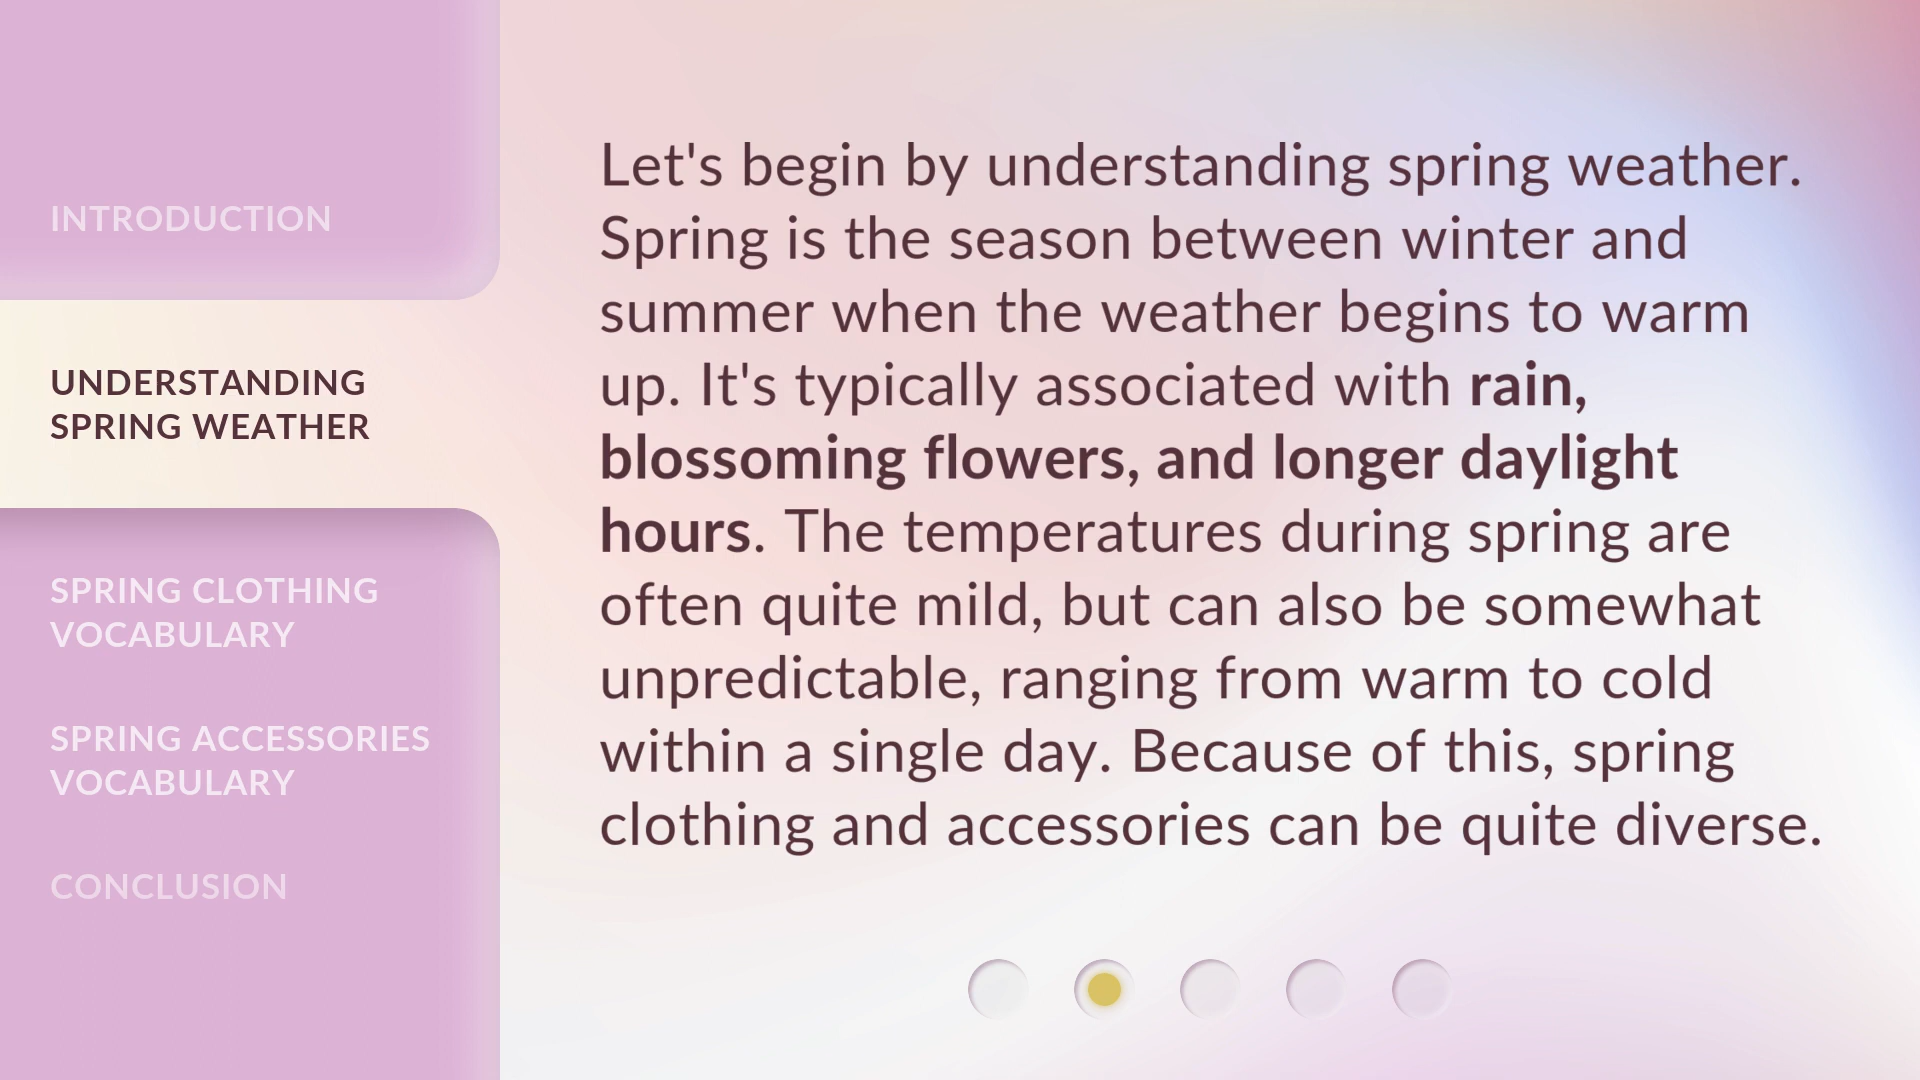 INTRODUCTION
UNDERSTANDING
SPRING WEATHER
SPRING CLOTHING
VOCABULARY
SPRING ACCESSORIES
VOCABULARY
CONCLUSION
Let's begin by understanding spring weather.
Spring is the season between winter and
summer when the weather begins to warm
up. It's typically associated with rain,
blossoming flowers, and longer daylight
hours. The temperatures during spring are
often quite mild, but can also be somewhat
unpredictable, ranging from warm to cold
within a single day. Because of this, spring
clothing and accessories can be quite diverse.